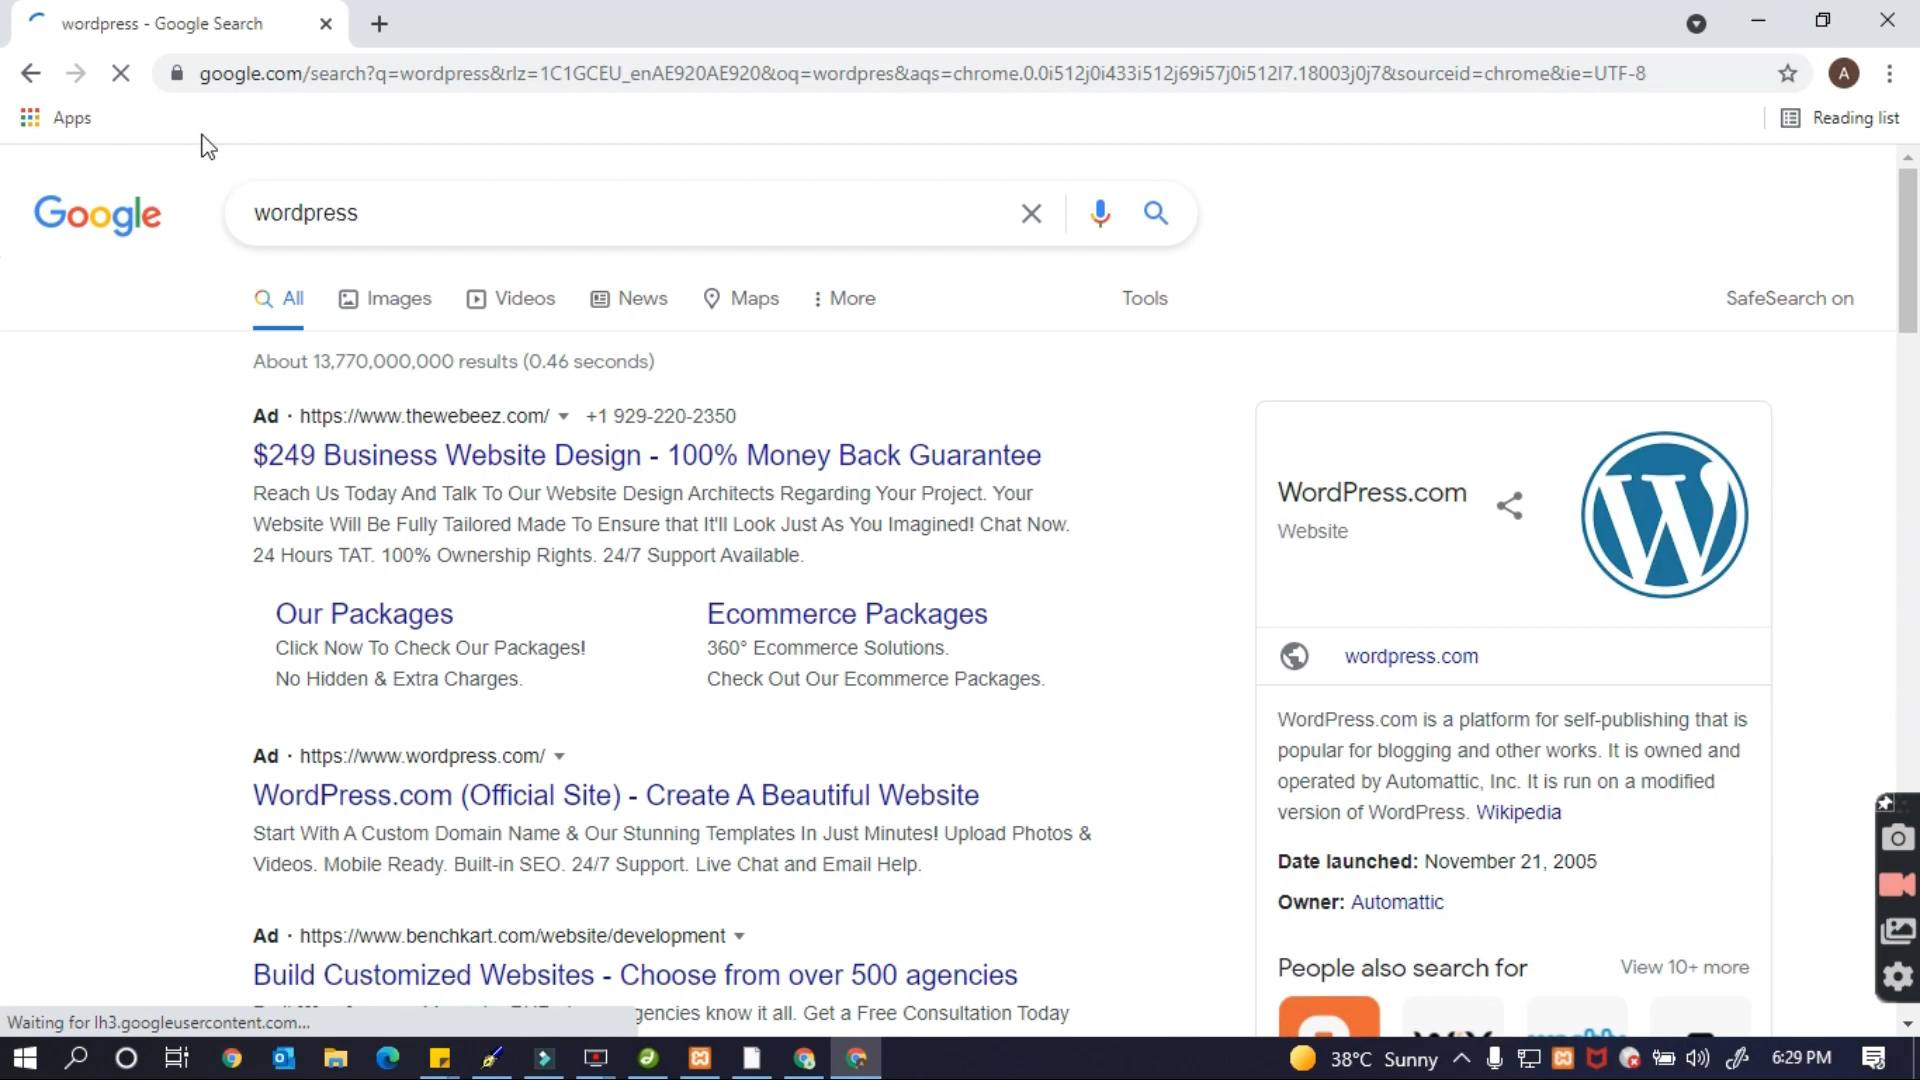 wordpress - Google Search
google.com/search?q=wordpress&rlz=1C1GCEU_enAE920AE920&oq=wordpres&aqs=chrome.0.0i512j0i433i512j69i57j0i512l7.18003j0j7&sourceid=chrome&ie=UTF-8
A
Apps
Reading list
Google
wordpress
All
Images
Videos
News
Maps
More
Tools
SafeSearch on
About 13,770,000,000 results (0.46 seconds)
Ad · https://www.thewebeez.com/ +1 929-220-2350
$249 Business Website Design - 100% Money Back Guarantee
Reach Us Today And Talk To Our Website Design Architects Regarding Your Project. Your
Website Will Be Fully Tailored Made To Ensure that It'll Look Just As You Imagined! Chat Now.
24 Hours TAT. 100% Ownership Rights. 24/7 Support Available.
Our Packages
Click Now To Check Our Packages!
No Hidden & Extra Charges.
Ecommerce Packages
360° Ecommerce Solutions.
Check Out Our Ecommerce Packages.
Ad · https://www.wordpress.com/
WordPress.com (Official Site) - Create A Beautiful Website
Start With A Custom Domain Name & Our Stunning Templates In Just Minutes! Upload Photos &
Videos. Mobile Ready. Built-in SEO. 24/7 Support. Live Chat and Email Help.
Ad · https://www.benchkart.com/website/development
Build Customized Websites - Choose from over 500 agencies
gencies know it all. Get a Free Consultation Today
WordPress.com
Website
W
wordpress.com
WordPress.com is a platform for self-publishing that is
popular for blogging and other works. It is owned and
operated by Automattic, Inc. It is run on a modified
version of WordPress. Wikipedia
Date launched: November 21, 2005
Owner: Automattic
People also search for
View 10+ more
Waiting for lh3.googleusercontent.com...
38°C Sunny
6:29 PM